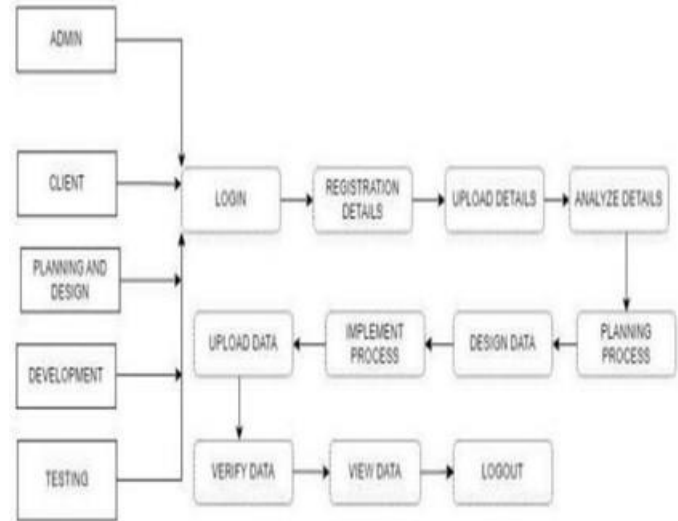 ADMIN
CLIENT
LOGIN
REGISTRATION
DETAILS
UPLOAD DETAILS
ANALYZE DETAILS
PLANNING AND
DESIGN
UPLOAD DATA
IMPLEMENT
PROCESS
DESIGN DATA
PLANNING
PROCESS
DEVELOPMENT
TESTING
VERIFY DATA
VIEW DATA
LOGOUT